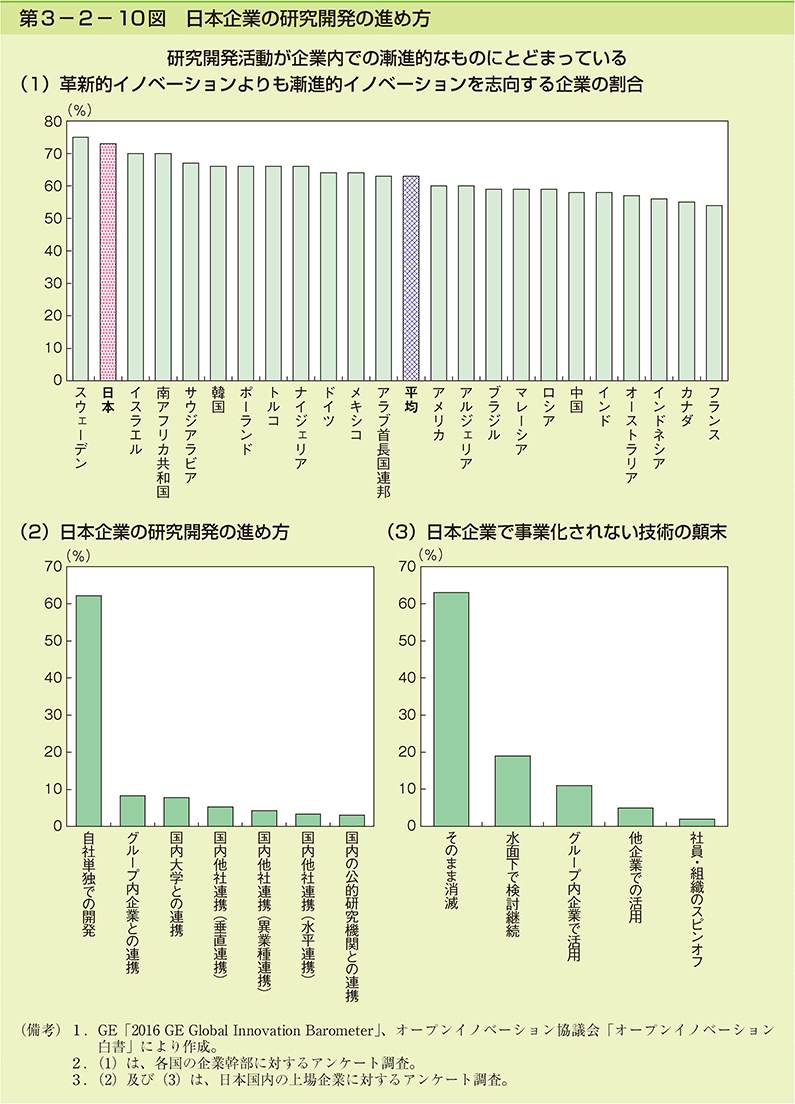 第3－2－10図　日本企業の研究開発の進め方
研究開発活動が企業内での漸進的なものにとどまっている
（1）革新的イノベーションよりも漸進的イノベーションを志向する企業の割合
（%）
80
70
60
50
40
30
20
10
0
スウェーデン
日本
イスラエル
南アフリカ共和国
サウジアラビア
韓国
ポーランド
トルコ
ナイジェリア
ドイツ
メキシコ
アラブ首長国連邦
平均
アメリカ
アルジェリア
ブラジル
マレーシア
ロシア
中国
インド
オーストラリア
インドネシア
カナダ
フランス
（2）日本企業の研究開発の進め方
（%）
70
60
50
40
30
20
10
0
自社単独での開発
グループ内企業との連携
国内大学との連携
国内他社連携（垂直連携）
国内他社連携（異業種連携）
国内他社連携（水平連携）
国内の公的研究機関との連携
（3）日本企業で事業化されない技術の顛末
（%）
70
60
50
40
30
20
10
0
そのまま消滅
水面下で検討継続
グループ内企業で活用
他企業での活用
社員・組織のスピンオフ
（備考）1．GE「2016 GE Global Innovation Barometer」、オープンイノベーション協議会「オープンイノベーション
白書」により作成。
2．（1）は、各国の企業幹部に対するアンケート調査。
3．（2）及び（3）は、日本国内の上場企業に対するアンケート調査。